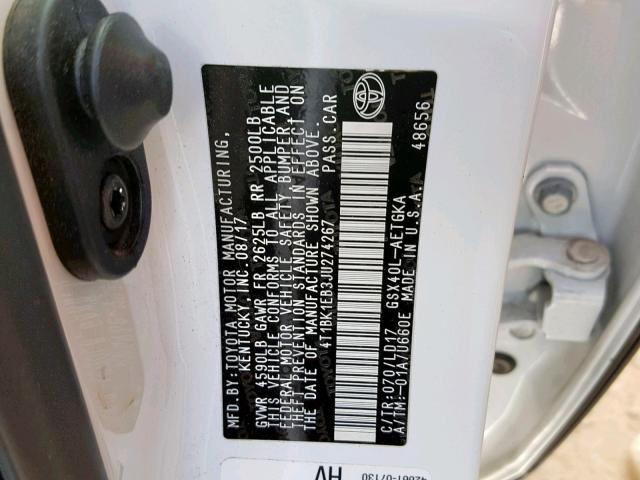 MFD.BY:TOYOTA MOTOR MANUFACTURING,
KENTUCKY, INC. 08/17
GVWR 4590LB GAWR FR 2625LB RR 2500LB
THIS VEHICLE CONFORMS TO ALL APPLICABLE
FEDERAL MOTOR VEHICLE SAFETY, BUMPER, AND
THEFT PREVENTION STANDARDS IN EFFECT ON
THE DATE OF MANUFACTURE SHOWN ABOVE.
4T1BK1EB3JU274267 PASS.CAR
C/TR:070/LD17 GSX40L-AETGKA
A/TM:-01A/U660E MADE IN U.S.A.
48656
42661-07130
HV